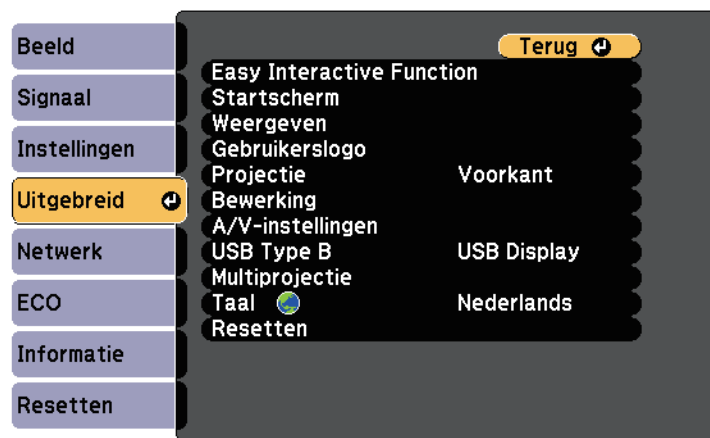 Beeld
Signaal
Instellingen
Uitgebreid
Netwerk
ECO
Informatie
Resetten
Terug
Easy Interactive Function
Startscherm
Weergeven
Gebruikerslogo
Projectie Voorkant
Bewerking
A/V-instellingen
USB Type B USB Display
Multiprojectie
Taal Nederlands
Resetten